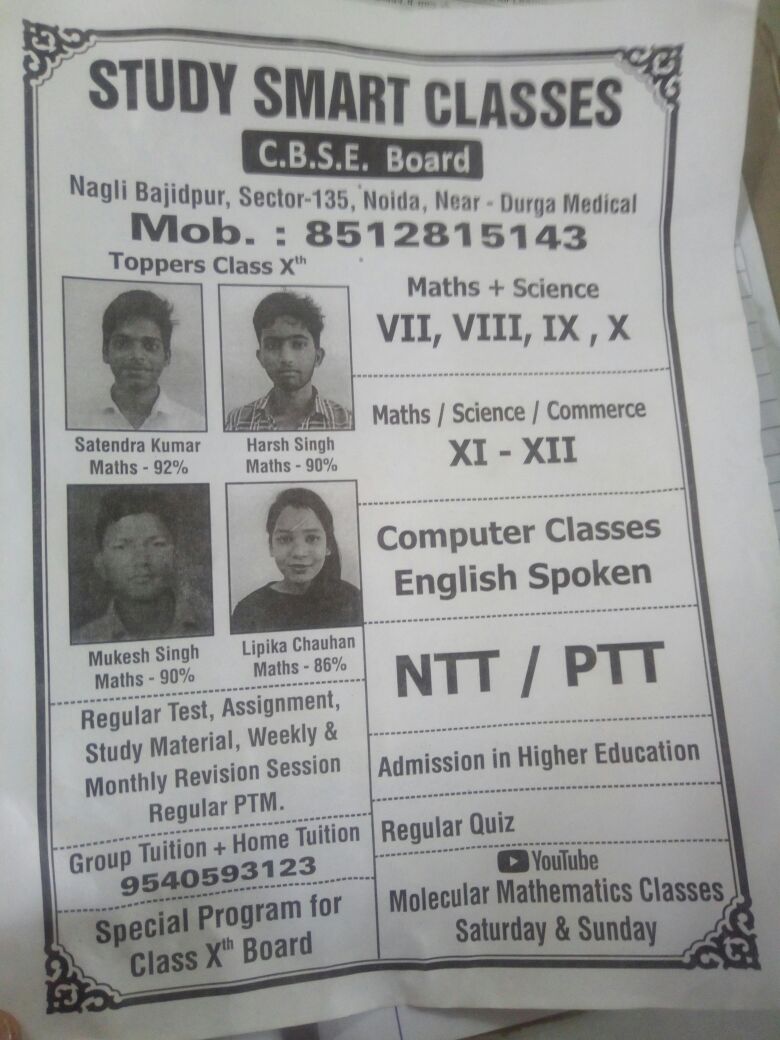 STUDY SMART CLASSES
C.B.S.E. Board
Nagli Bajidpur, Sector-135, Noida, Near - Durga Medical
Mob. : 8512815143
Toppers Class Xth
Satendra Kumar
Maths - 92%
Harsh Singh
Maths - 90%
Mukesh Singh
Maths - 90%
Lipika Chauhan
Maths - 86%
Regular Test, Assignment,
Study Material, Weekly &
Monthly Revision Session
Regular PTM.
Group Tuition + Home Tuition
9540593123
Special Program for
Class Xth Board
Maths + Science
VII, VIII, IX , X
Maths / Science / Commerce
XI - XII
Computer Classes
English Spoken
NTT / PTT
Admission in Higher Education
Regular Quiz
YouTube
Molecular Mathematics Classes
Saturday & Sunday